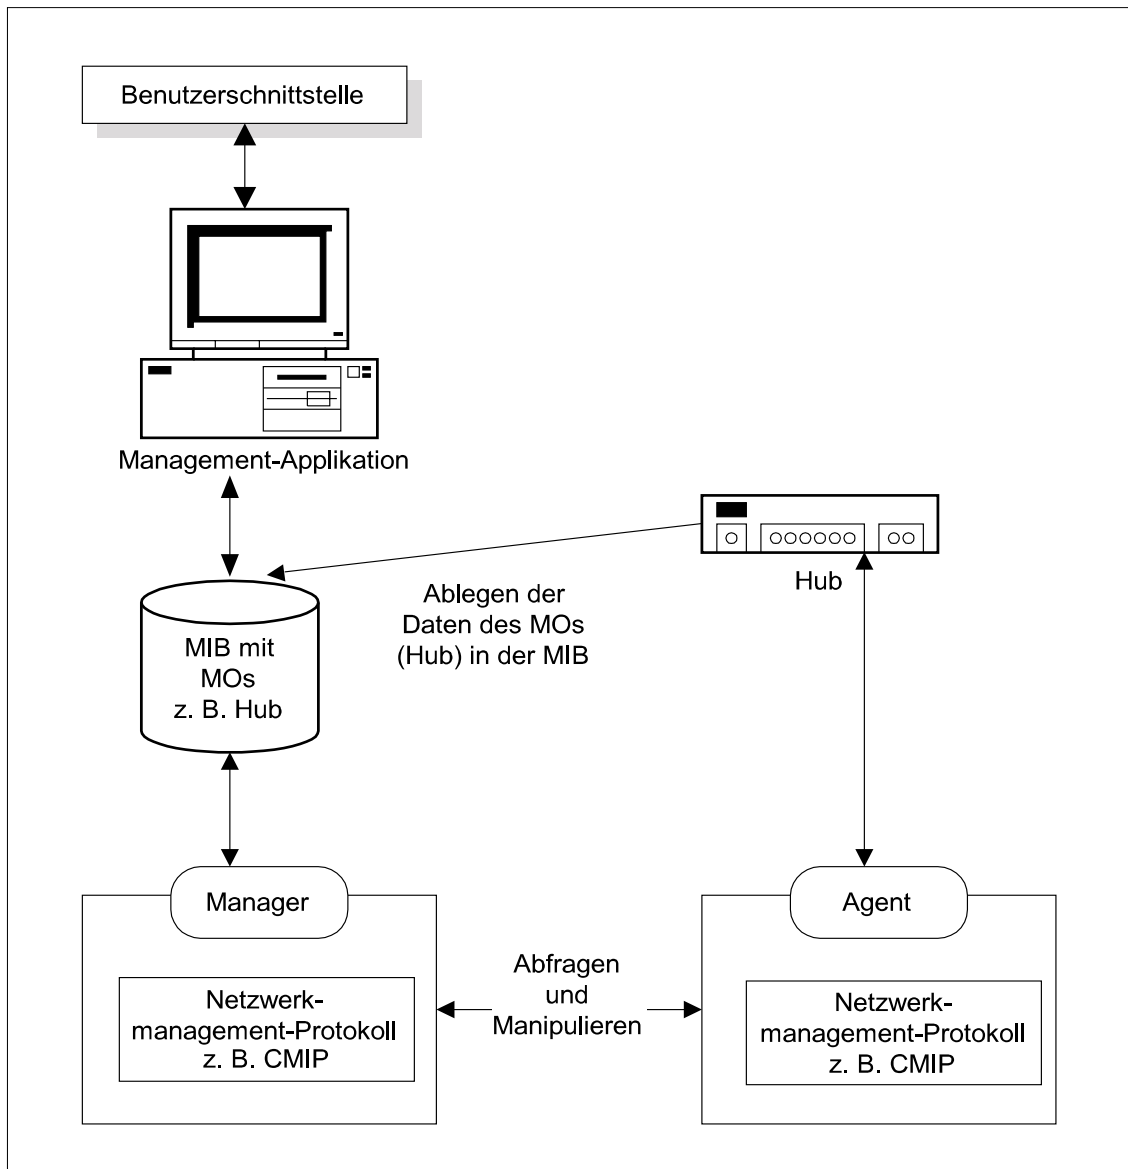 Benutzerschnittstelle
Management-Applikation
Hub
Ablegen der
Daten des MOs
(Hub) in der MIB
MIB mit
MOs
z. B. Hub
Manager
Agent
Abfragen
und
Manipulieren
Netzwerk-
management-Protokoll
z. B. CMIP
Netzwerk-
management-Protokoll
z. B. CMIP